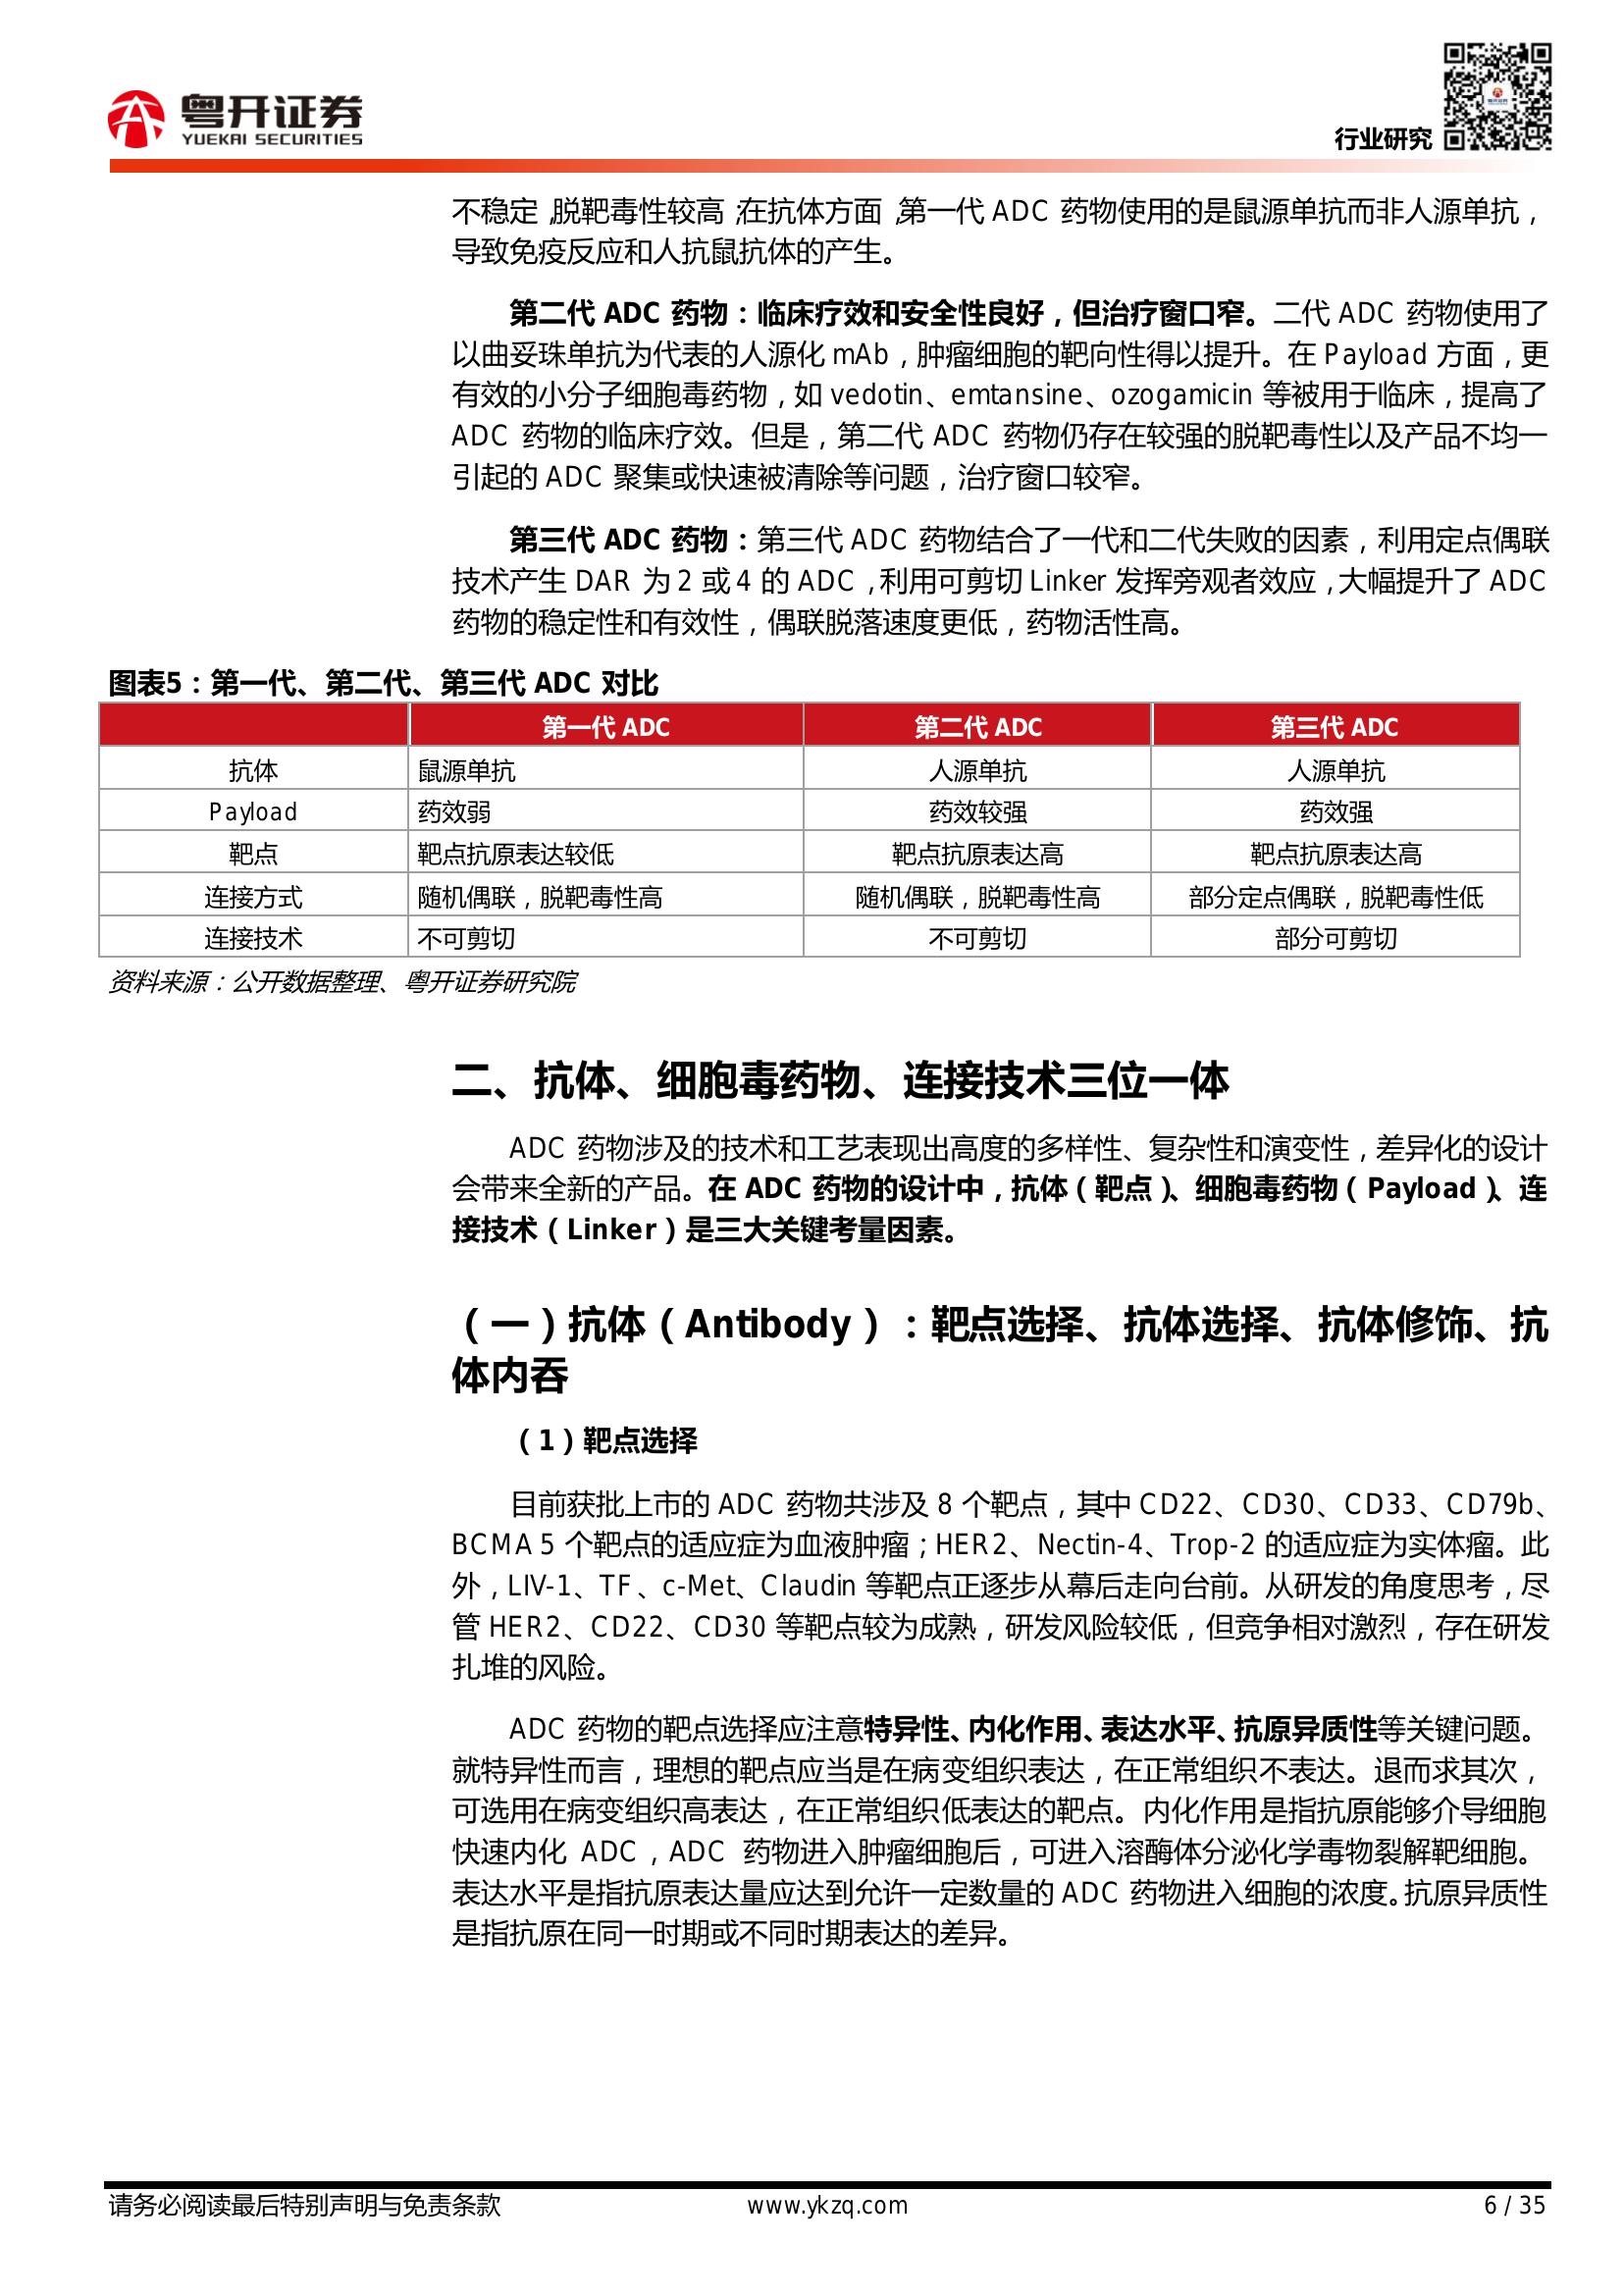 粤开证券
YUEKAI SECURITIES
行业研究
不稳定，脱靶毒性较高；在抗体方面，第一代 ADC 药物使用的是鼠源单抗而非人源单抗，
导致免疫反应和人抗鼠抗体的产生。
第二代 ADC 药物：临床疗效和安全性良好，但治疗窗口窄。二代 ADC 药物使用了
以曲妥珠单抗为代表的人源化 mAb，肿瘤细胞的靶向性得以提升。在 Payload 方面，更
有效的小分子细胞毒药物，如 vedotin、emtansine、ozogamicin 等被用于临床，提高了
ADC 药物的临床疗效。但是，第二代 ADC 药物仍存在较强的脱靶毒性以及产品不均一
引起的 ADC 聚集或快速被清除等问题，治疗窗口较窄。
第三代 ADC 药物：第三代 ADC 药物结合了一代和二代失败的因素，利用定点偶联
技术产生 DAR 为 2 或 4 的 ADC，利用可剪切 Linker 发挥旁观者效应，大幅提升了 ADC
药物的稳定性和有效性，偶联脱落速度更低，药物活性高。
图表5：第一代、第二代、第三代 ADC 对比
第一代 ADC 第二代 ADC 第三代 ADC
抗体 鼠源单抗 人源单抗 人源单抗
Payload 药效弱 药效较强 药效强
靶点 靶点抗原表达较低 靶点抗原表达高 靶点抗原表达高
连接方式 随机偶联，脱靶毒性高 随机偶联，脱靶毒性高 部分定点偶联，脱靶毒性低
连接技术 不可剪切 不可剪切 部分可剪切
资料来源：公开数据整理、粤开证券研究院
二、抗体、细胞毒药物、连接技术三位一体
ADC 药物涉及的技术和工艺表现出高度的多样性、复杂性和演变性，差异化的设计
会带来全新的产品。在 ADC 药物的设计中，抗体（靶点）、细胞毒药物（Payload）、连
接技术（Linker）是三大关键考量因素。
（一）抗体（Antibody）：靶点选择、抗体选择、抗体修饰、抗
体内吞
（1）靶点选择
目前获批上市的 ADC 药物共涉及 8 个靶点，其中 CD22、CD30、CD33、CD79b、
BCMA 5 个靶点的适应症为血液肿瘤；HER2、Nectin-4、Trop-2 的适应症为实体瘤。此
外，LIV-1、TF、c-Met、Claudin 等靶点正逐步从幕后走向台前。从研发的角度思考，尽
管 HER2、CD22、CD30 等靶点较为成熟，研发风险较低，但竞争相对激烈，存在研发
扎堆的风险。
ADC 药物的靶点选择应注意特异性、内化作用、表达水平、抗原异质性等关键问题。
就特异性而言，理想的靶点应当是在病变组织表达，在正常组织不表达。退而求其次，
可选用在病变组织高表达，在正常组织低表达的靶点。内化作用是指抗原能够介导细胞
快速内化 ADC，ADC 药物进入肿瘤细胞后，可进入溶酶体分泌化学毒物裂解靶细胞。
表达水平是指抗原表达量应达到允许一定数量的 ADC 药物进入细胞的浓度。抗原异质性
是指抗原在同一时期或不同时期表达的差异。
请务必阅读最后特别声明与免责条款 www.ykzq.com 6 / 35